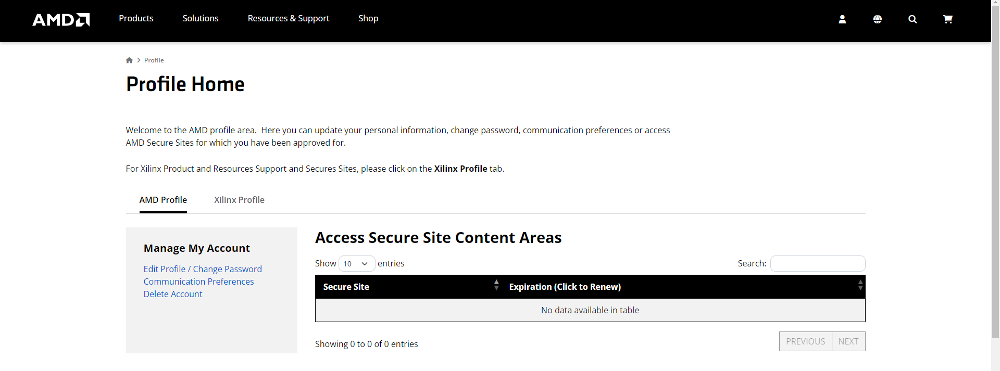 AMD
Products
Solutions
Resources & Support
Shop
Profile
Profile Home
Welcome to the AMD profile area.  Here you can update your personal information, change password, communication preferences or access
AMD Secure Sites for which you have been approved for.
For Xilinx Product and Resources Support and Secures Sites, please click on the Xilinx Profile tab.
AMD Profile
Xilinx Profile
Manage My Account
Edit Profile / Change Password
Communication Preferences
Delete Account
Access Secure Site Content Areas
Show 10 entries
Search:
Secure Site
Expiration (Click to Renew)
No data available in table
Showing 0 to 0 of 0 entries
PREVIOUS
NEXT